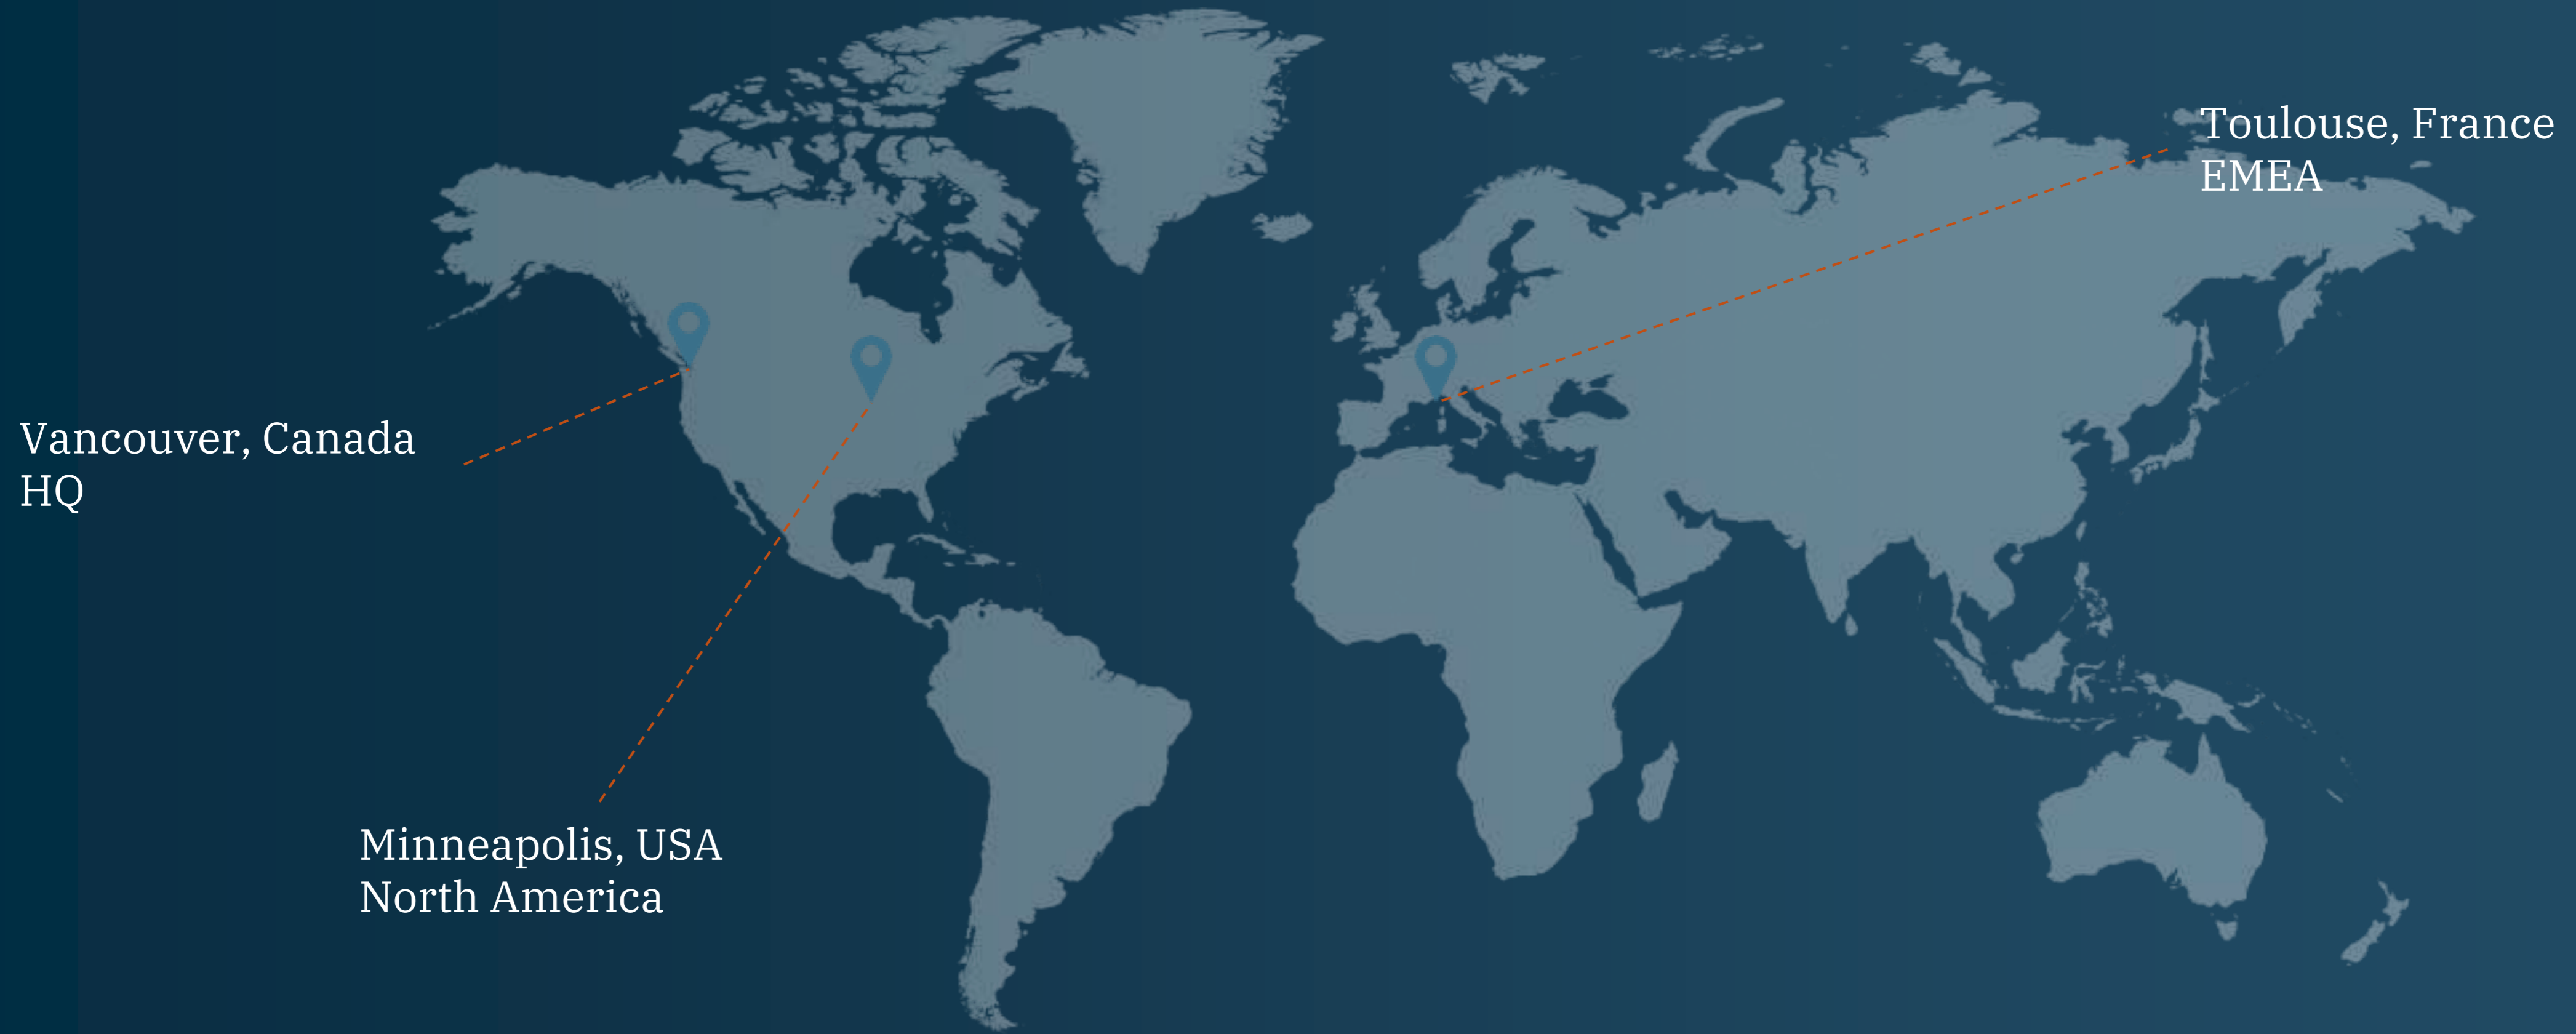 Toulouse, France
EMEA
Vancouver, Canada
HQ
Minneapolis, USA
North America